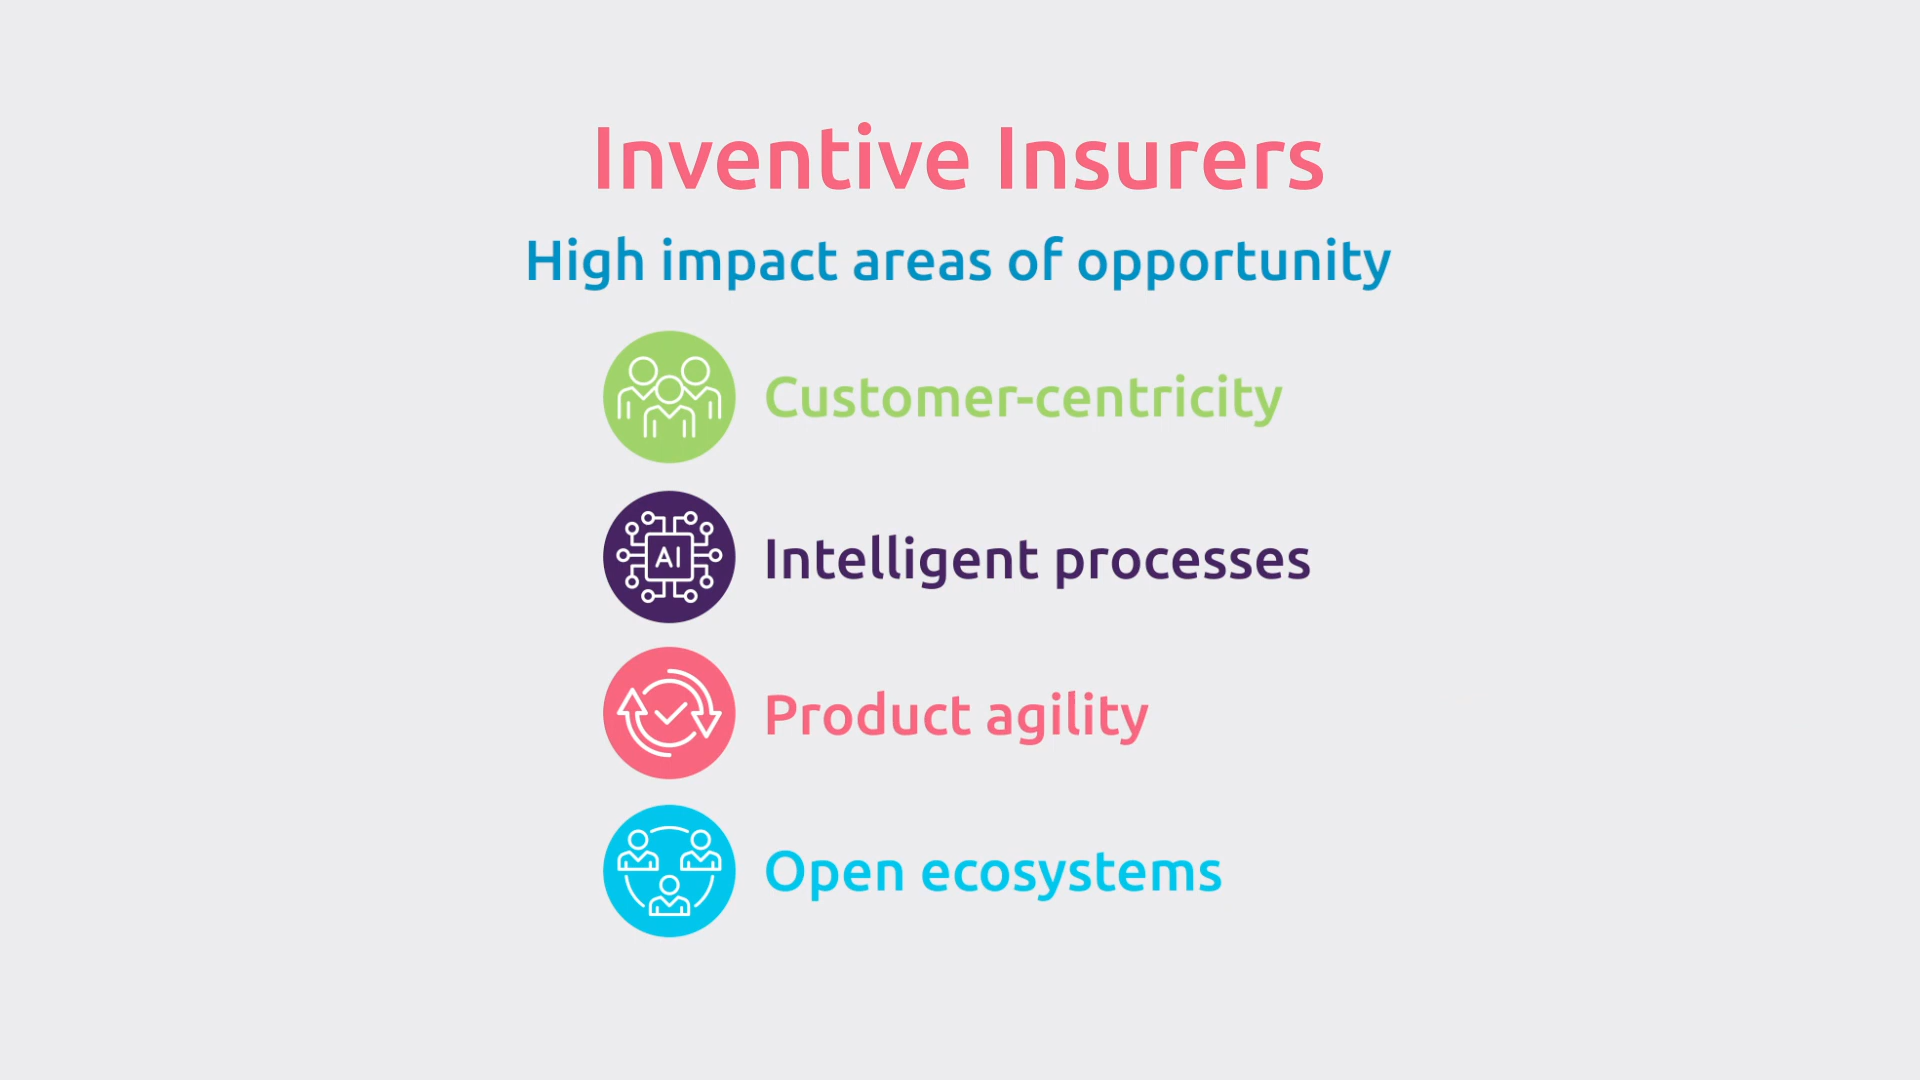 Inventive Insurers
High impact areas of opportunity
Customer-centricity
AI
Intelligent processes
Product agility
Open ecosystems